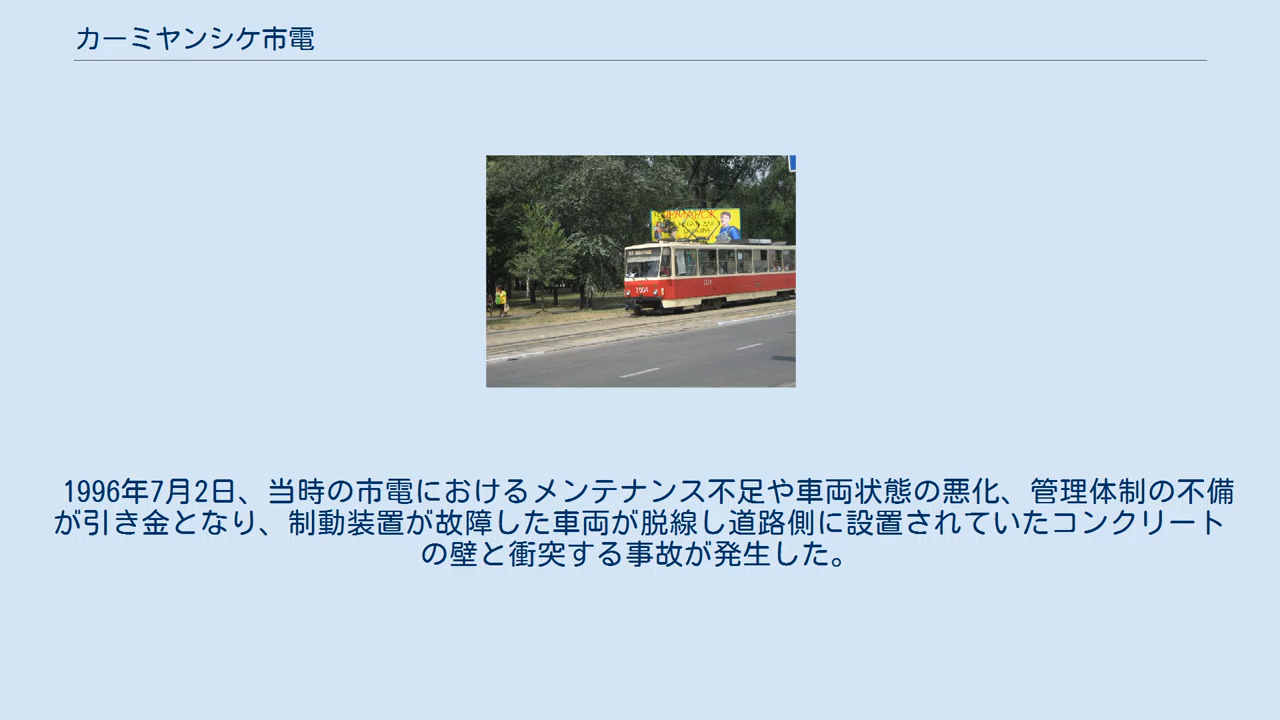 カーミヤンシケ市電
2004
1996年7月2日、当時の市電におけるメンテナンス不足や車両状態の悪化、管理体制の不備
が引き金となり、制動装置が故障した車両が脱線し道路側に設置されていたコンクリート
の壁と衝突する事故が発生した。